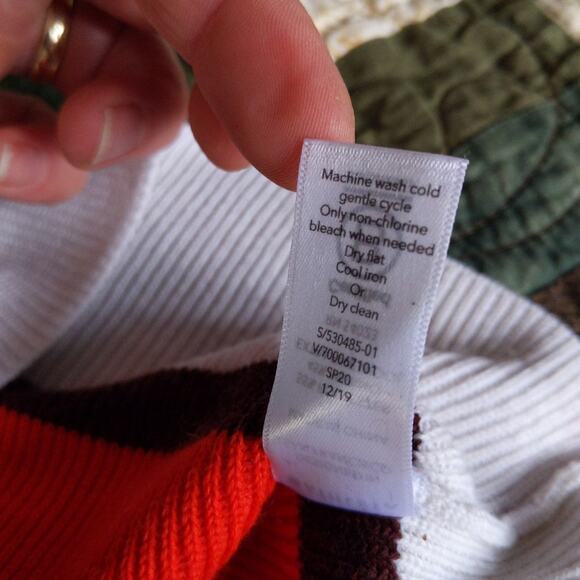 Machine wash cold
gentle cycle
Only non-chlorine
bleach when needed
Dry flat
Cool iron
Or
Dry clean
S/530485-01
V/700067101
SP20
12/19